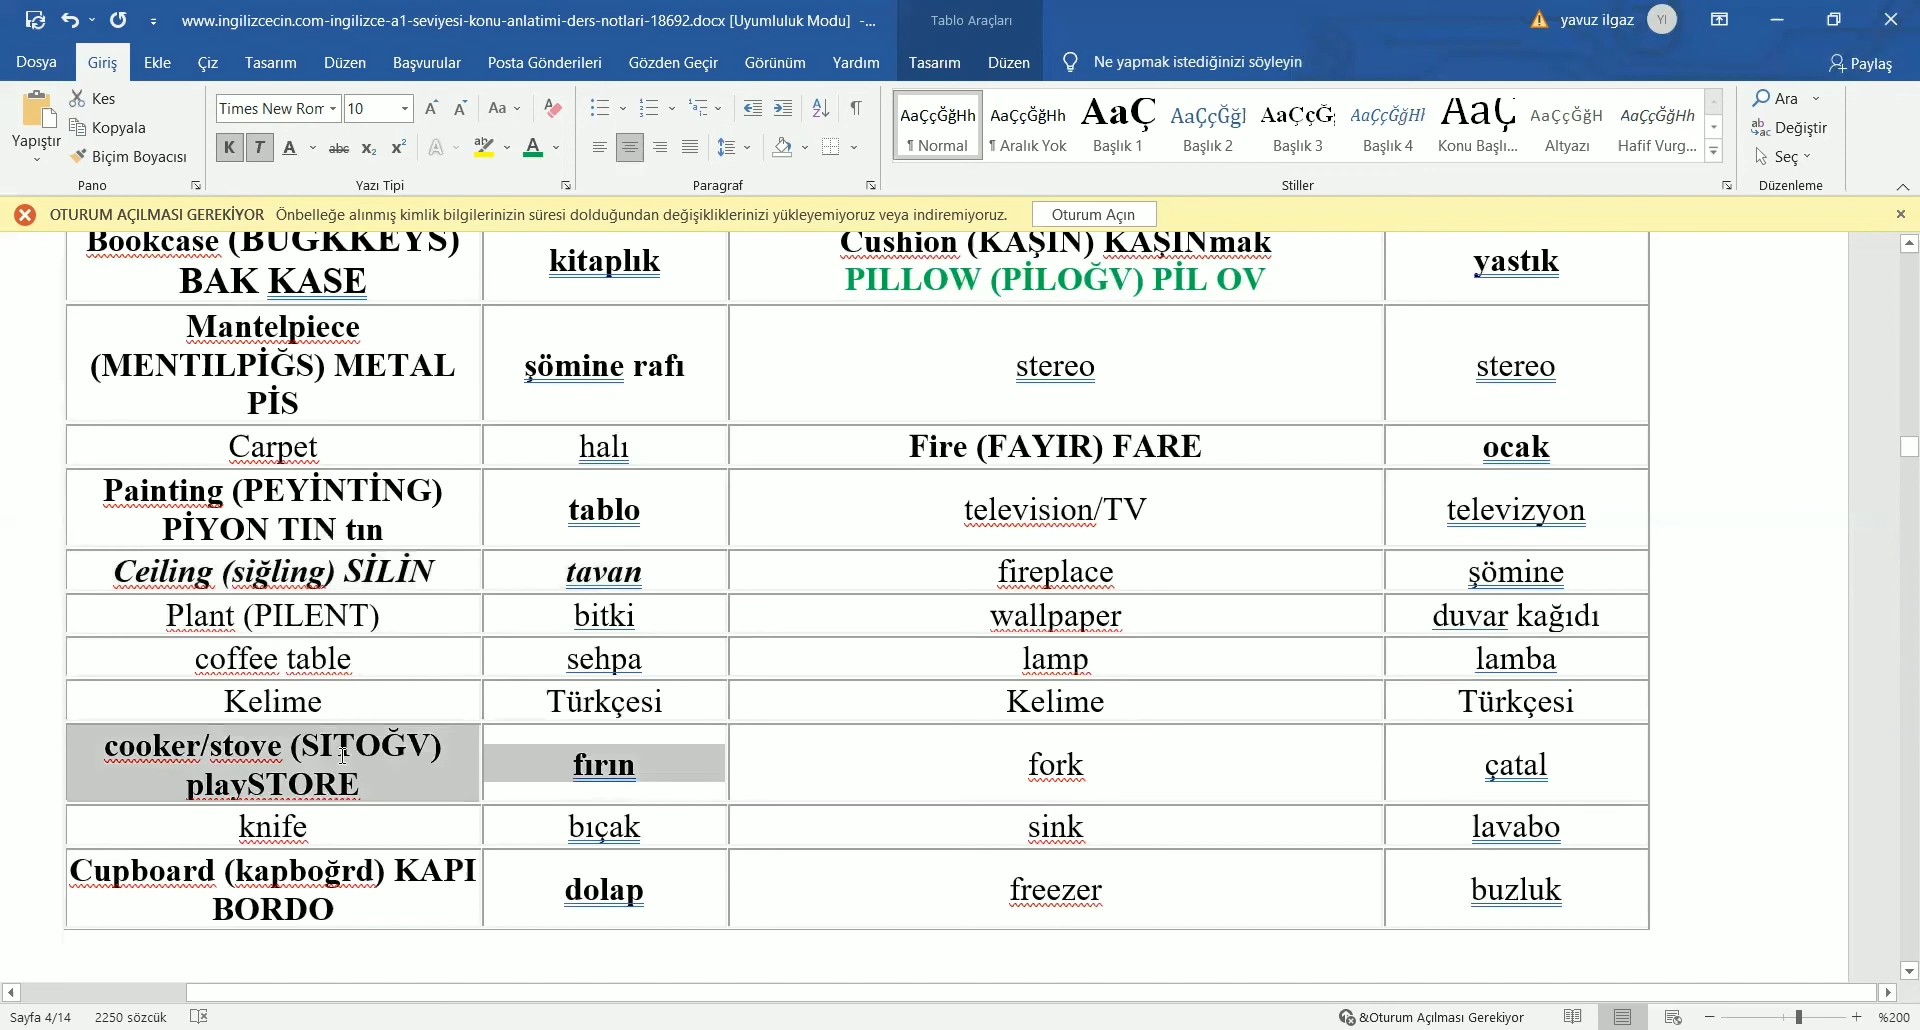 www.ingilizcecin.com-ingilizce-a1-seviyesi-konu-anlatimi-ders-notlari-18692.docx [Uyumluluk Modu] -...
Tablo Araçları
yavuz ilgaz
YI
Dosya Giriş Ekle Çiz Tasarım Düzen Başvurular Posta Gönderileri Gözden Geçir Görünüm Yardım Tasarım Düzen Ne yapmak istediğinizi söyleyin Paylaş
Yapıştır
Kes
Kopyala
Biçim Boyacısı
Pano
Times New Ror 10
Yazı Tipi
Paragraf
AaÇçĞğHh AaÇçĞğHh AaÇ AaÇçĞğl AaÇçĞ AaÇçĞğHl AaÇ AaÇçĞğH AaÇçĞğHh
¶ Normal ¶ Aralık Yok Başlık 1 Başlık 2 Başlık 3 Başlık 4 Konu Başlı... Altyazı Hafif Vurg...
Stiller
Ara
Değiştir
Seç
Düzenleme
OTURUM AÇILMASI GEREKİYOR Önbelleğe alınmış kimlik bilgilerinizin süresi dolduğundan değişikliklerinizi yükleyemiyoruz veya indiremiyoruz. Oturum Açın
Bookcase (BUGKKEYS)
BAK KASE
kitaplık
Cushion (KAŞIN) KAŞINmak
PILLOW (PİLOĞV) PİL OV
yastık
Mantelpiece
(MENTILPİĞS) METAL
PİS
şömine rafı
stereo
stereo
Carpet
halı
Fire (FAYIR) FARE
ocak
Painting (PEYİNTİNG)
PİYON TIN tın
tablo
television/TV
televizyon
Ceiling (siğling) SİLİN
tavan
fireplace
şömine
Plant (PILENT)
bitki
wallpaper
duvar kağıdı
coffee table
sehpa
lamp
lamba
Kelime
Türkçesi
Kelime
Türkçesi
cooker/stove (SITOĞV)
playSTORE
fırın
fork
çatal
knife
bıçak
sink
lavabo
Cupboard (kapboğrd) KAPI
BORDO
dolap
freezer
buzluk
Sayfa 4/14 2250 sözcük
&Oturum Açılması Gerekiyor
%200